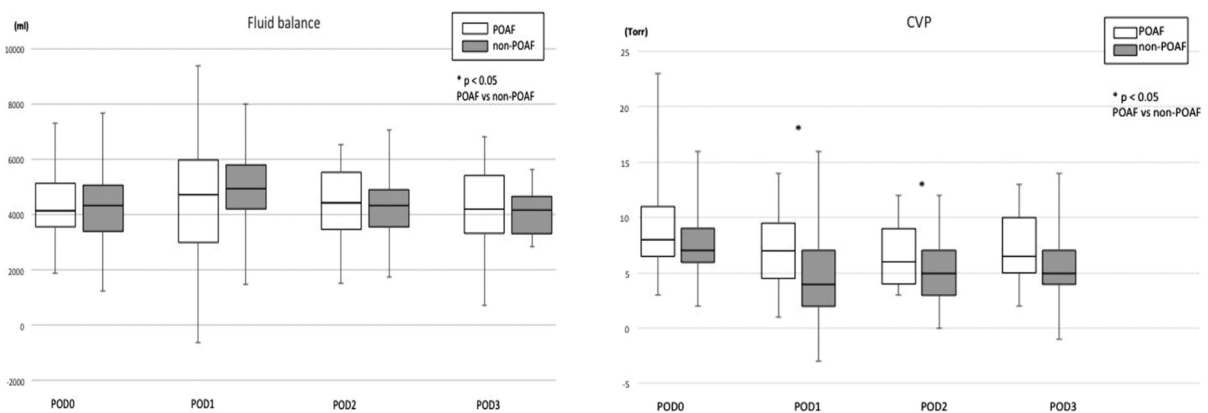 Fluid balance
(ml)
POAF
non-POAF
* p < 0.05
POAF vs non-POAF
10000
8000
6000
4000
2000
0
-2000
POD0 POD1 POD2 POD3
CVP
(Torr)
POAF
non-POAF
* p < 0.05
POAF vs non-POAF
25
20
15
*
10
*
5
0
-5
POD0 POD1 POD2 POD3